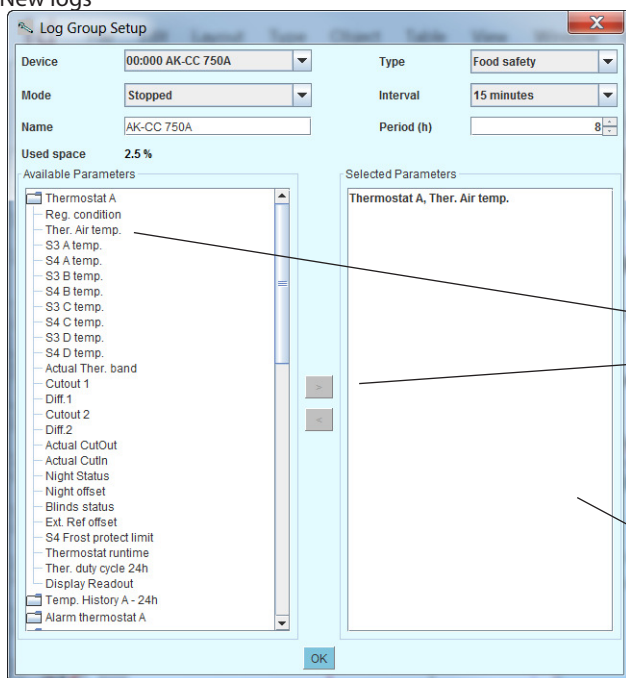 New logs
Log Group Setup
Device 00:000 AK-CC 750A Type Food safety
Mode Stopped Interval 15 minutes
Name AK-CC 750A Period (h) 8
Used space 2.5 %
Available Parameters
Thermostat A
Reg. condition
Ther. Air temp.
S3 A temp.
S4 A temp.
S3 B temp.
S4 B temp.
S3 C temp.
S4 C temp.
S3 D temp.
S4 D temp.
Actual Ther. band
Cutout 1
Diff.1
Cutout 2
Diff.2
Actual CutOut
Actual CutIn
Night Status
Night offset
Blinds status
Ext. Ref offset
S4 Frost protect limit
Thermostat runtime
Ther. duty cycle 24h
Display Readout
Temp. History A - 24h
Alarm thermostat A
>
<
Selected Parameters
Thermostat A, Ther. Air temp.
OK